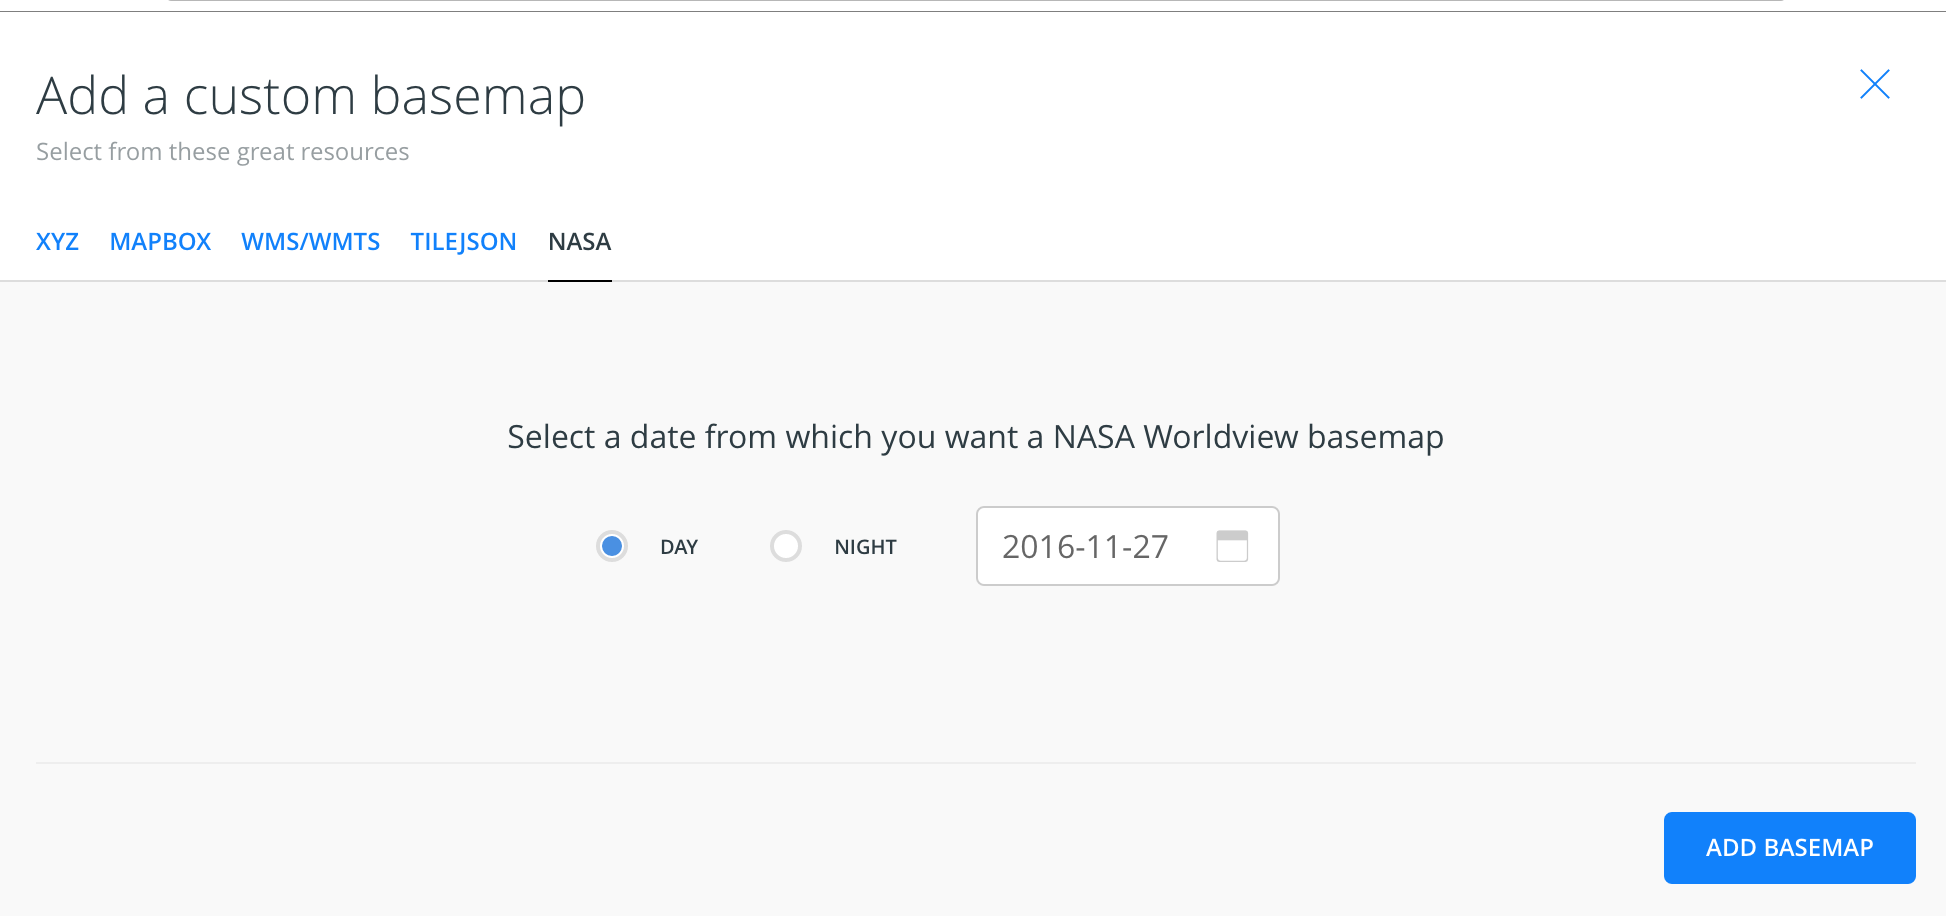 Add a custom basemap
Select from these great resources
XYZ MAPBOX WMS/WMTS TILEJSON NASA
Select a date from which you want a NASA Worldview basemap
DAY NIGHT 2016-11-27
ADD BASEMAP